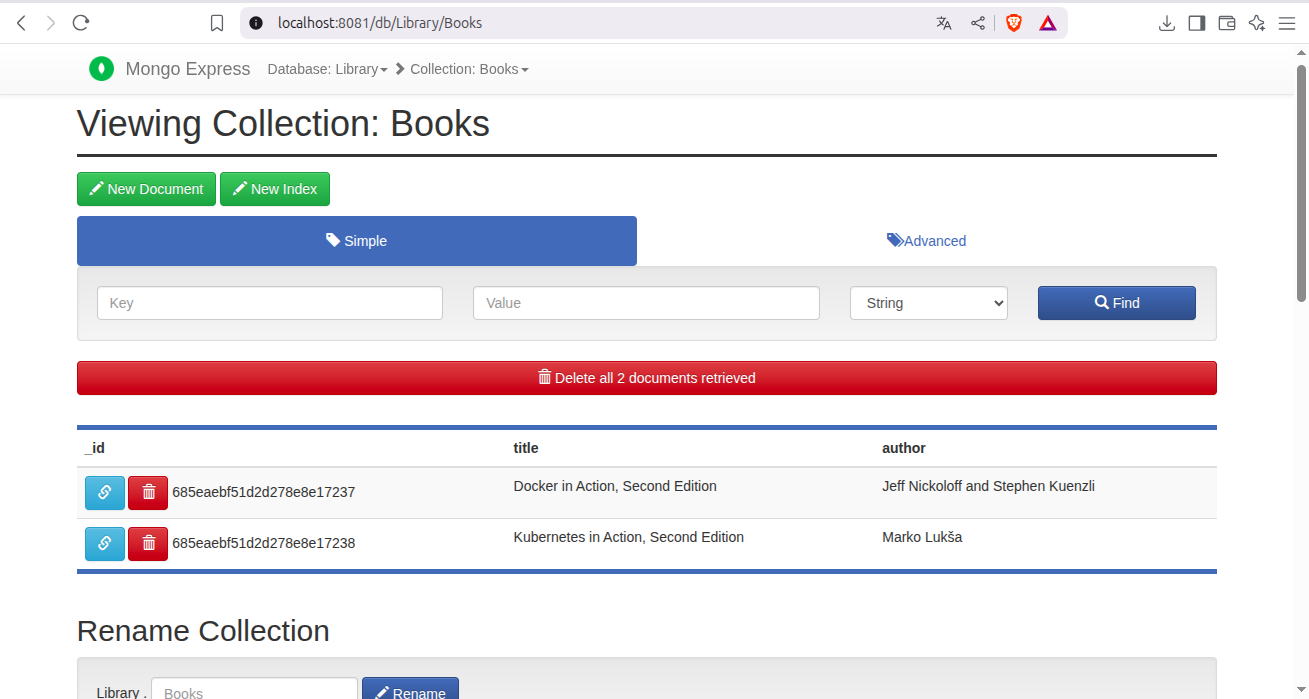 localhost:8081/db/Library/Books
Mongo Express Database: Library Collection: Books
Viewing Collection: Books
New Document New Index
Simple Advanced
Key Value String Find
Delete all 2 documents retrieved
_id title author
685eaebf51d2d278e8e17237 Docker in Action, Second Edition Jeff Nickoloff and Stephen Kuenzli
685eaebf51d2d278e8e17238 Kubernetes in Action, Second Edition Marko Lukša
Rename Collection
Library . Books Rename